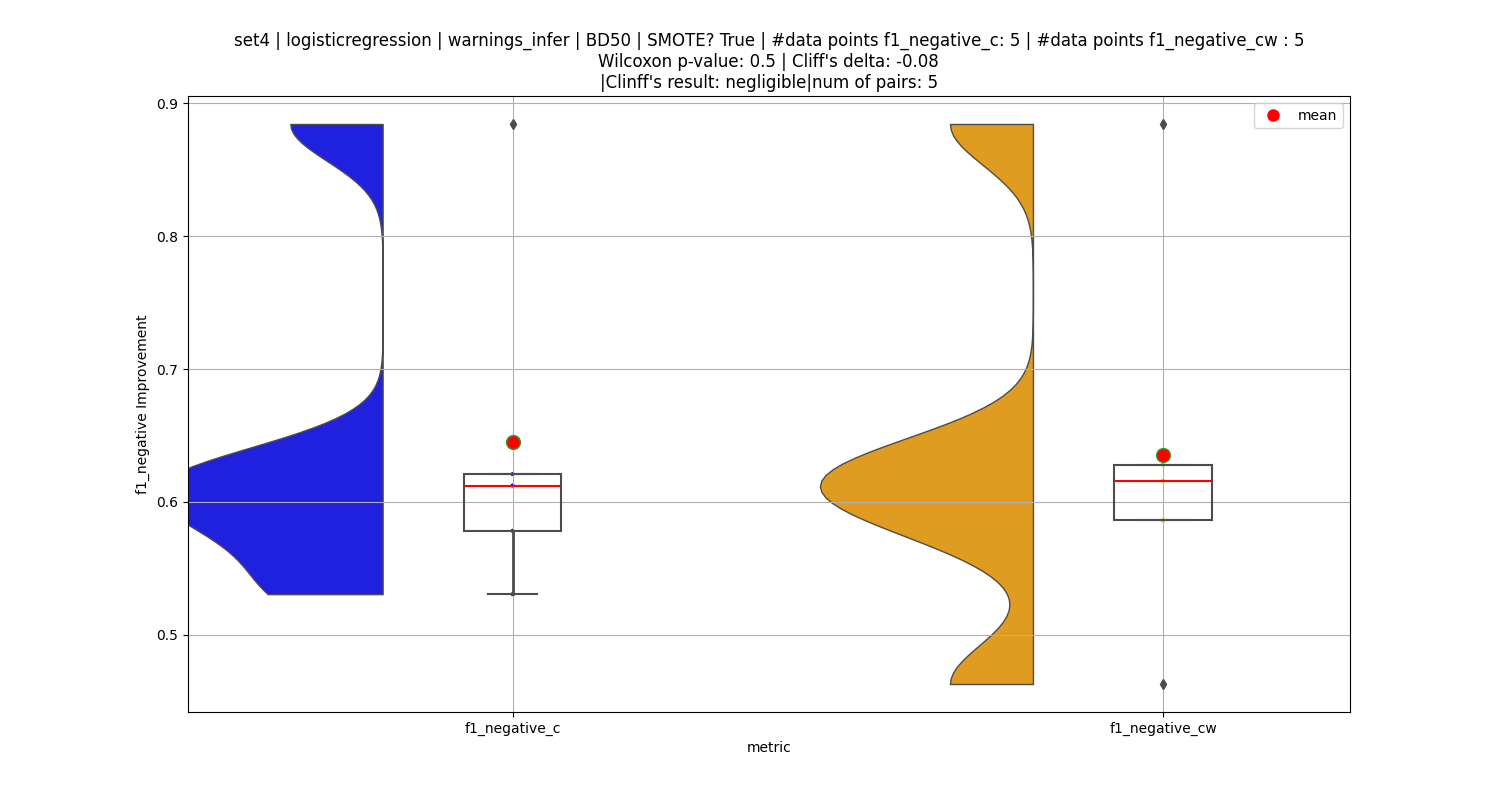 set4 | logisticregression | warnings_infer | BD50 | SMOTE? True | #data points f1_negative_c: 5 | #data points f1_negative_cw : 5
Wilcoxon p-value: 0.5 | Cliff's delta: -0.08
|Clinff's result: negligible|num of pairs: 5
mean
0.9
0.8
0.7
0.6
0.5
f1_negative Improvement
f1_negative_c
f1_negative_cw
metric